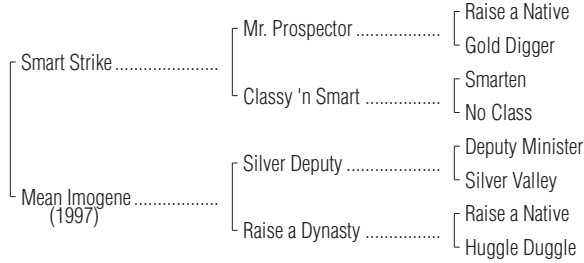 Raise a Native
Mr. Prospector ..................
Gold Digger
Smart Strike ......................
Smarten
Classy 'n Smart ................
No Class
Deputy Minister
Silver Deputy ....................
Silver Valley
Mean Imogene ..................
(1997)
Raise a Native
Raise a Dynasty ................
Huggle Duggle